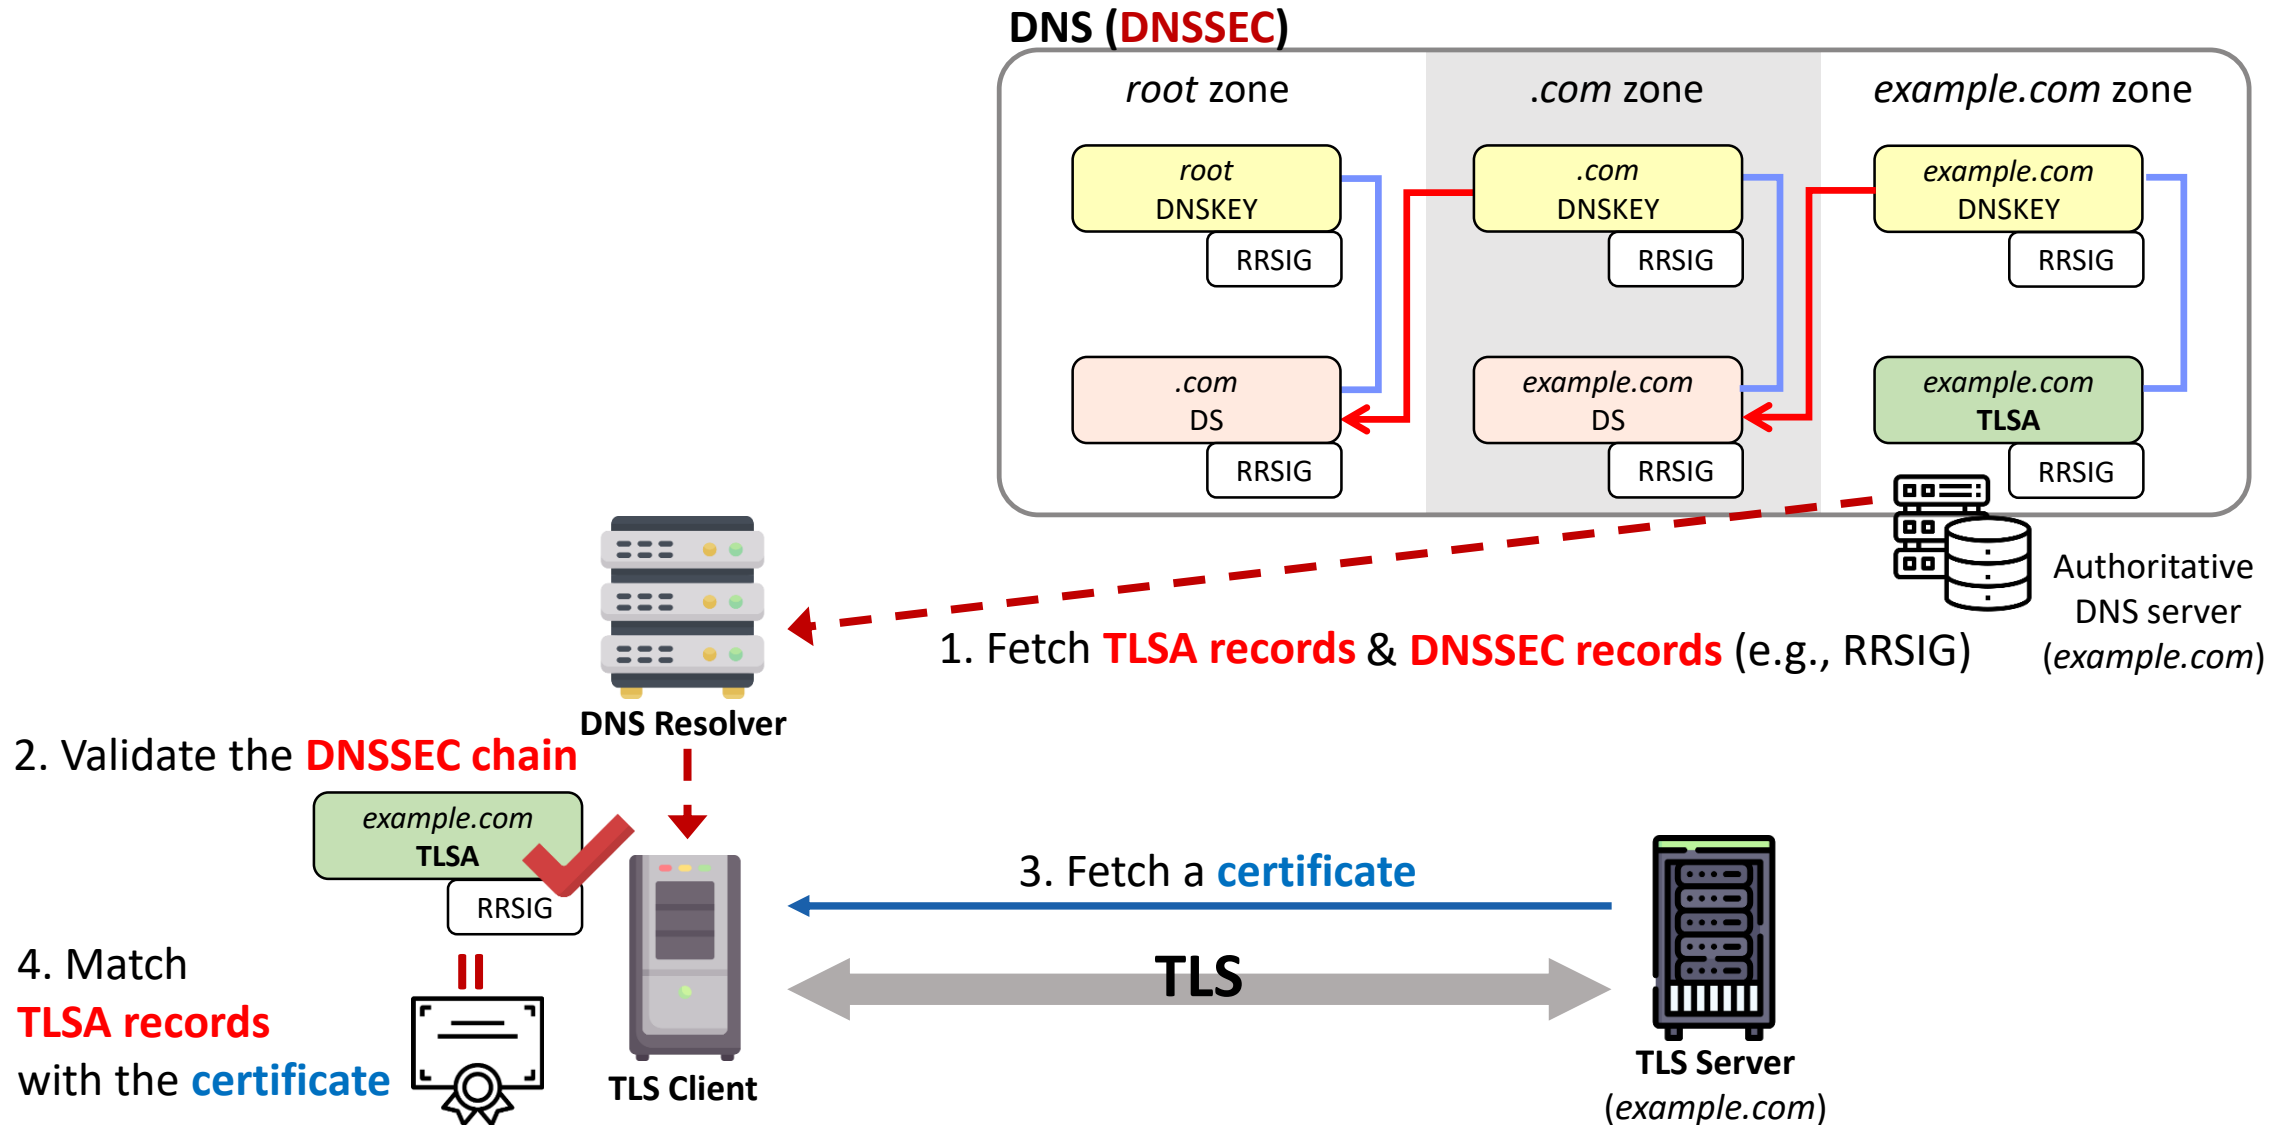 DNS (DNSSEC)
root zone
.com zone
example.com zone
root
DNSKEY
RRSIG
.com
DNSKEY
RRSIG
example.com
DNSKEY
RRSIG
.com
DS
RRSIG
example.com
DS
RRSIG
example.com
TLSA
RRSIG
Authoritative
DNS server
(example.com)
1. Fetch TLSA records & DNSSEC records (e.g., RRSIG)
DNS Resolver
2. Validate the DNSSEC chain
example.com
TLSA
RRSIG
3. Fetch a certificate
TLS
4. Match
TLSA records
with the certificate
TLS Client
TLS Server
(example.com)